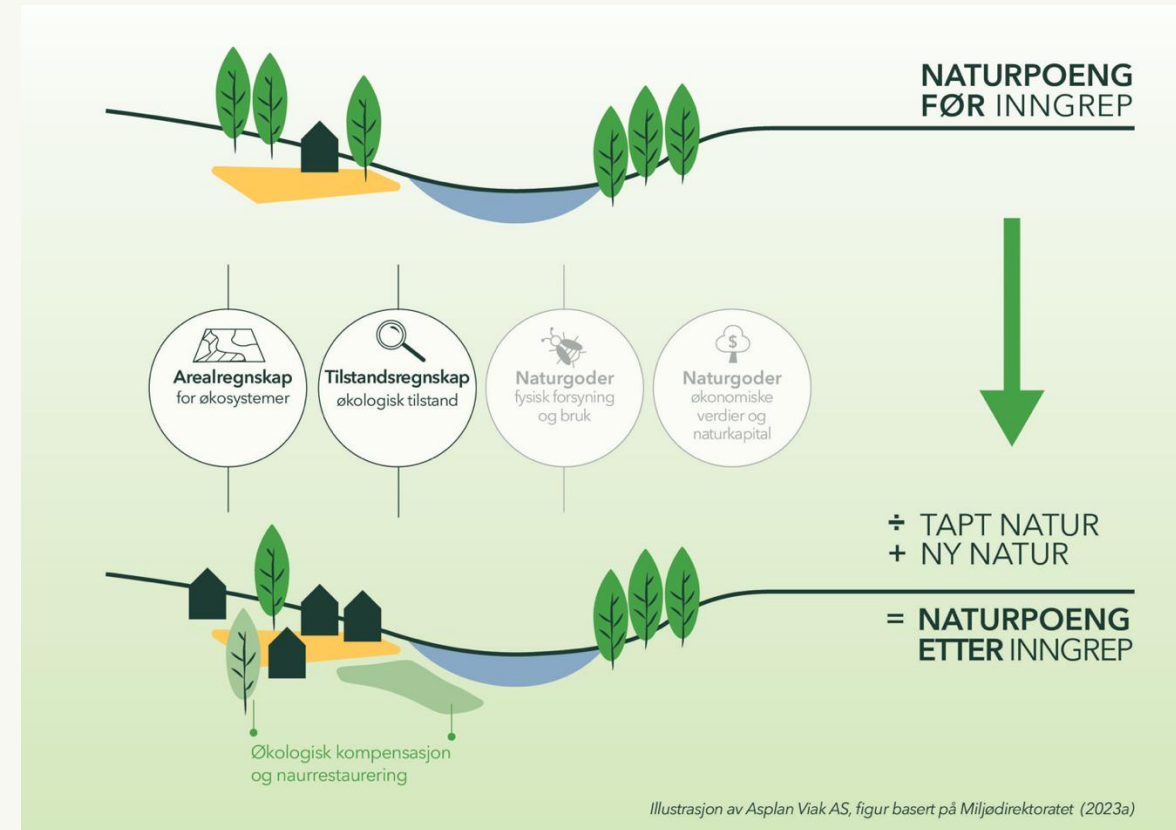 NATURPOENG
FØR INNGREP
Arealregnskap
for økosystemer
Tilstandsregnskap
økologisk tilstand
Naturgoder
fysisk forsyning
og bruk
$
Naturgoder
økonomiske
verdier og
naturkapital
÷ TAPT NATUR
+ NY NATUR
= NATURPOENG
ETTER INNGREP
Økologisk kompensasjon
og naurrestaurering
Illustrasjon av Asplan Viak AS, figur basert på Miljødirektoratet (2023a)